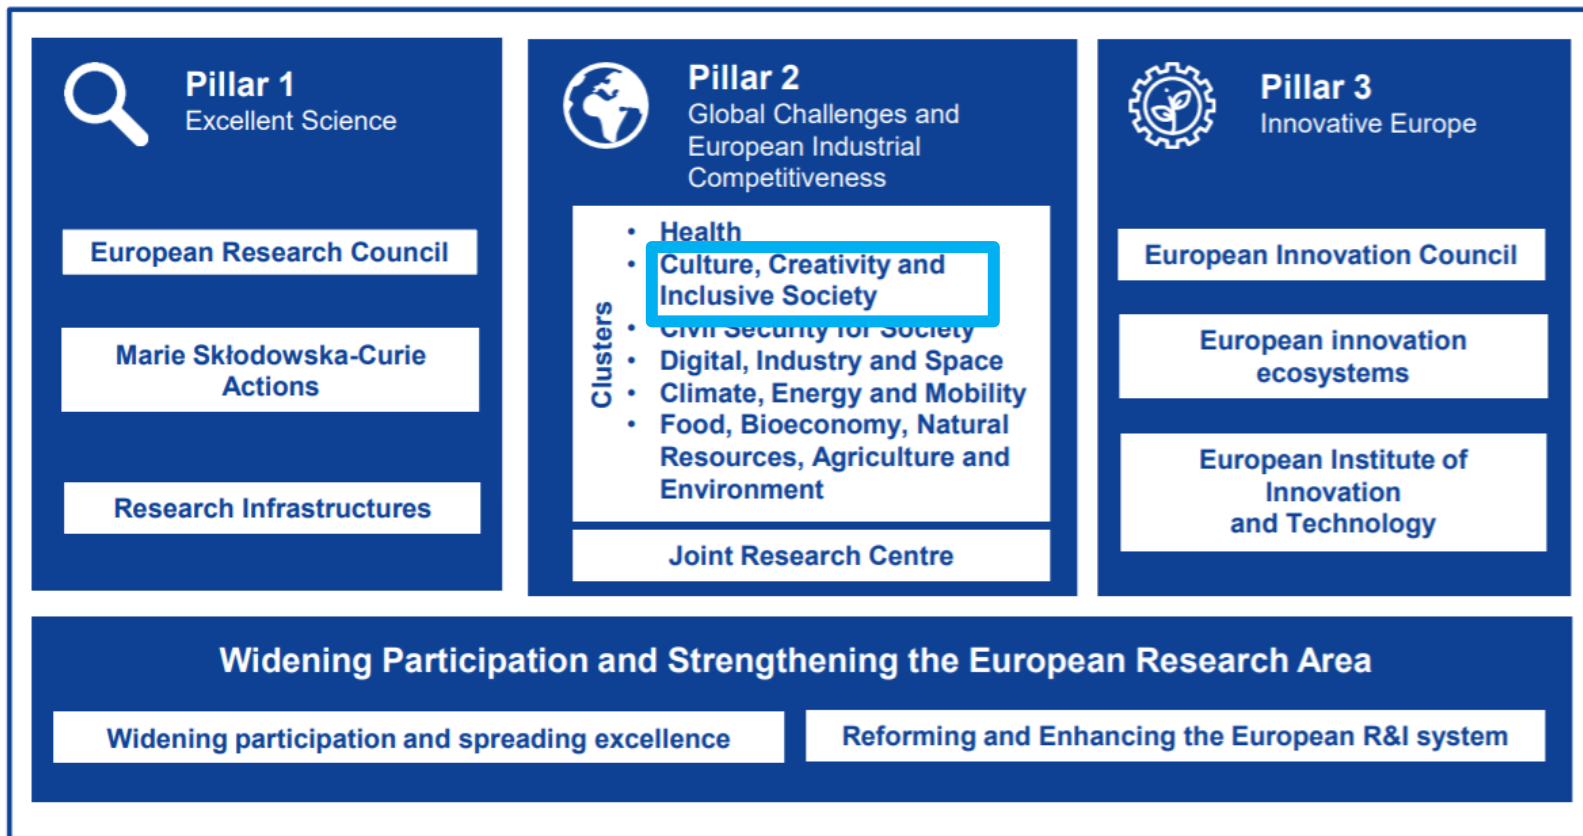 Pillar 1
Excellent Science
European Research Council
Marie Skłodowska-Curie
Actions
Research Infrastructures
Pillar 2
Global Challenges and
European Industrial
Competitiveness
Clusters
• Health
• Culture, Creativity and
Inclusive Society
• Civil Security for Society
• Digital, Industry and Space
• Climate, Energy and Mobility
• Food, Bioeconomy, Natural
Resources, Agriculture and
Environment
Joint Research Centre
Pillar 3
Innovative Europe
European Innovation Council
European innovation
ecosystems
European Institute of
Innovation
and Technology
Widening Participation and Strengthening the European Research Area
Widening participation and spreading excellence
Reforming and Enhancing the European R&I system